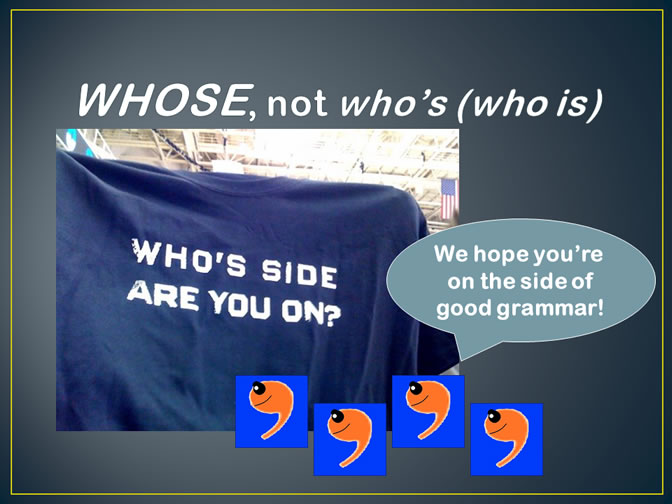 WHOSE, not who's (who is)
WHO'S SIDE
ARE YOU ON?
We hope you're
on the side of
good grammar!